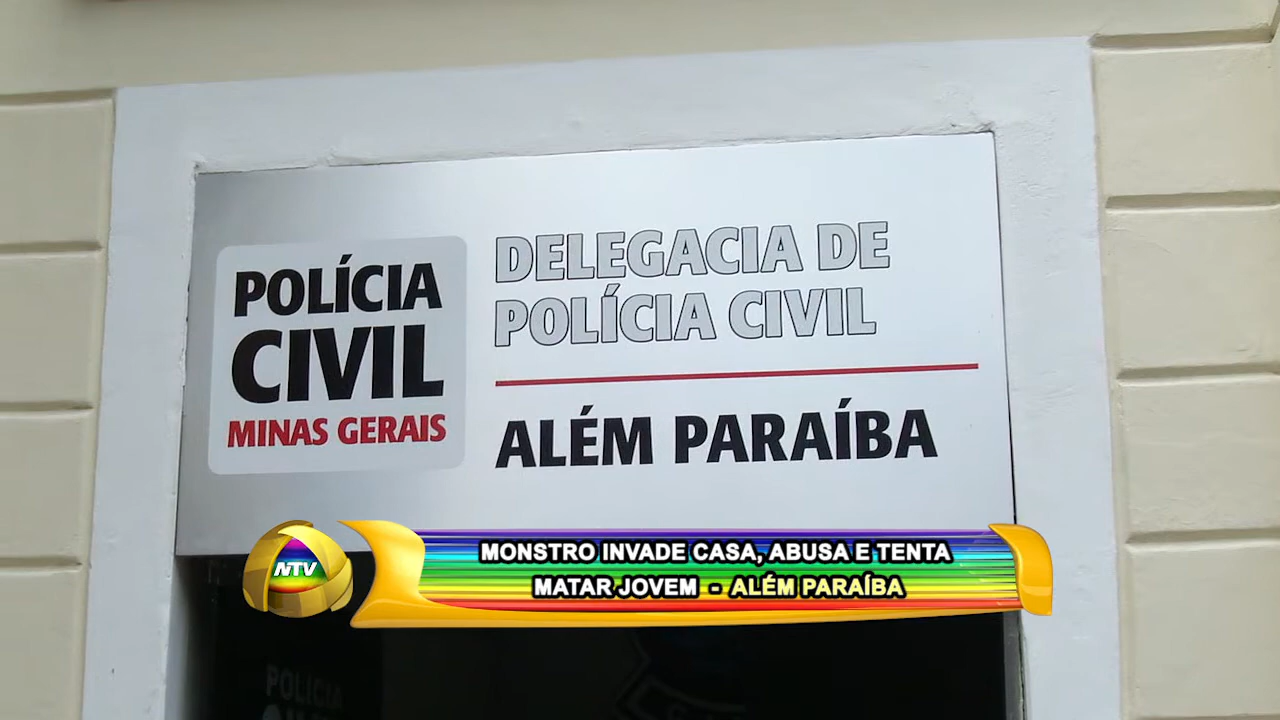 POLÍCIA
CIVIL
MINAS GERAIS
DELEGACIA DE
POLÍCIA CIVIL
ALÉM PARAÍBA
NTV
MONSTRO INVADE CASA, ABUSA E TENTA
MATAR JOVEM - ALÉM PARAÍBA
POLÍCIA